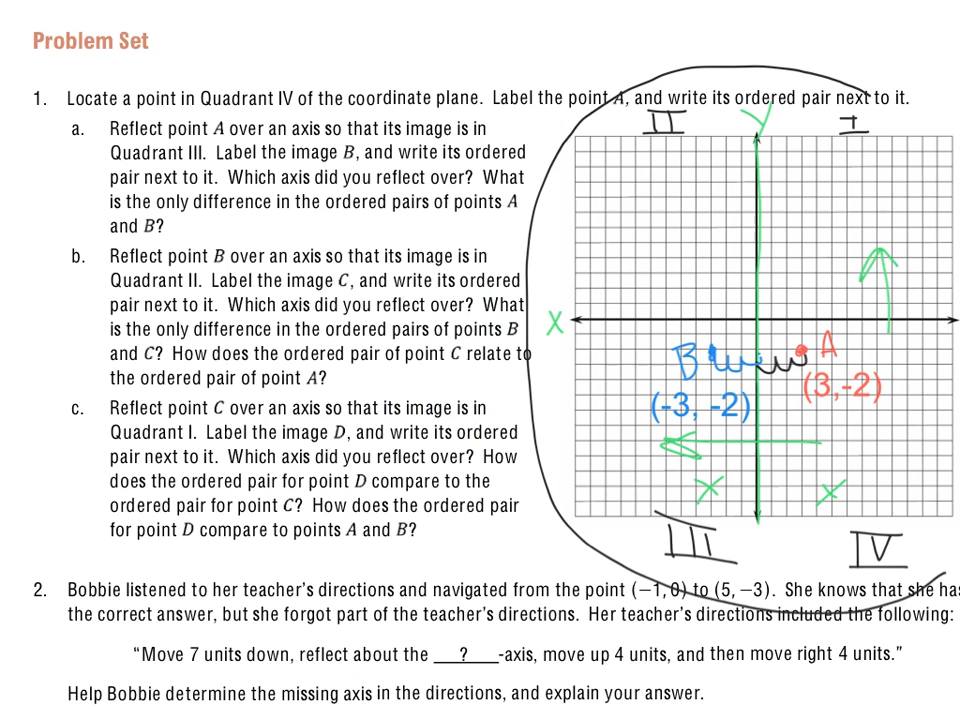 Problem Set
1. Locate a point in Quadrant IV of the coordinate plane. Label the point A, and write its ordered pair next to it.
a. Reflect point A over an axis so that its image is in
Quadrant III. Label the image B, and write its ordered
pair next to it. Which axis did you reflect over? What
is the only difference in the ordered pairs of points A
and B?
b. Reflect point B over an axis so that its image is in
Quadrant II. Label the image C, and write its ordered
pair next to it. Which axis did you reflect over? What
is the only difference in the ordered pairs of points B
and C? How does the ordered pair of point C relate to
the ordered pair of point A?
c. Reflect point C over an axis so that its image is in
Quadrant I. Label the image D, and write its ordered
pair next to it. Which axis did you reflect over? How
does the ordered pair for point D compare to the
ordered pair for point C? How does the ordered pair
for point D compare to points A and B?
II
Y
I
X
B
A
(-3, -2)
(3,-2)
X
X
III
IV
2. Bobbie listened to her teacher's directions and navigated from the point (−1, 0) to (5, −3). She knows that she has
the correct answer, but she forgot part of the teacher's directions. Her teacher's directions included the following:
"Move 7 units down, reflect about the __?__-axis, move up 4 units, and then move right 4 units."
Help Bobbie determine the missing axis in the directions, and explain your answer.